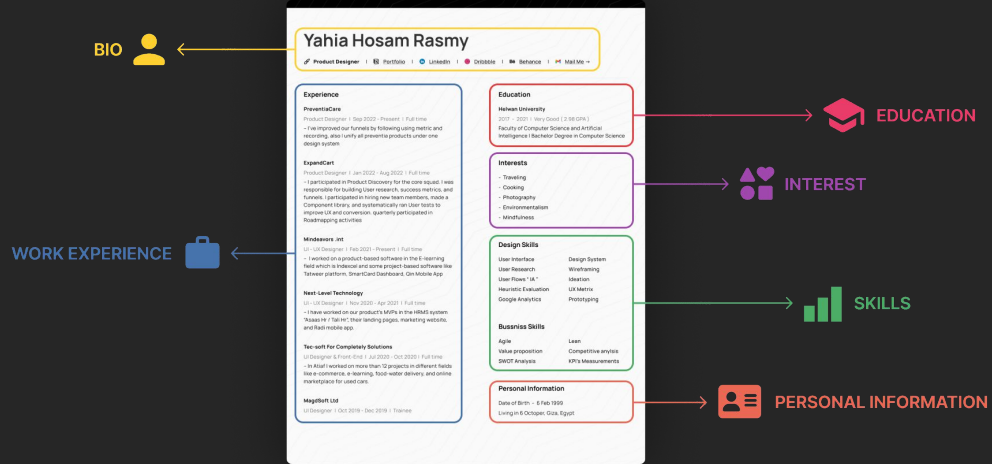 BIO
Yahia Hosam Rasmy
Product Designer | Portfolio | LinkedIn | Dribbble | Behance | Mail Me →
WORK EXPERIENCE
Experience
PreventiaCare
Product Designer | Sep 2022 - Present | Full time
- I've improved our funnels by following using metric and
recording, also i unify all preventia products under one
design system
ExpandCart
Product Designer | Jan 2022 - Aug 2022 | Full time
- I participated in Product Discovery for the core squad, I was
responsible for building User research, success metrics, and
funnels. I participated in hiring new team members, made a
Component library, and systematically ran User tests to
improve UX and conversion. quarterly participated in
Roadmapping activities
Mindeavors .int
UI - UX Designer | Feb 2021 - Present | Full time
- I worked on a product-based software in the E-learning
field which is Indexcel and some project-based software like
Tatweer platform, SmartCard Dashboard, Qm Mobile App
Next-Level Technology
UI - UX Designer | Nov 2020 - Apr 2021 | Full time
- I have worked on our product's MVPs in the HRMS system
"Asaas Hr / Tali Hr", their landing pages, marketing website,
and Radi mobile app.
Tec-soft For Completely Solutions
UI Designer & Front-End | Jul 2020 - Oct 2020 | Full time
- In Atiaf I worked on more than 12 projects in different fields
like e-commerce, e-learning, food-water delivery, and online
marketplace for used cars.
MagdSoft Ltd
UI Designer | Oct 2019 - Dec 2019 | Trainee
Education
Helwan University
2017 - 2021 | Very Good [ 2.98 GPA ]
Faculty of Computer Science and Artificial
Intelligence | Bachelor Degree in Computer Science
EDUCATION
Interests
- Traveling
- Cooking
- Photography
- Environmentalism
- Mindfulness
INTEREST
Design Skills
User Interface Design System
User Research Wireframing
User Flows " IA " Ideation
Heuristic Evaluation UX Metrix
Google Analytics Prototyping
Bussniss Skills
Agile Lean
Value proposition Competitive anylsis
SWOT Analysis KPI's Measurements
SKILLS
Personal Information
Date of Birth - 6 Feb 1999
Living in 6 October, Giza, Egypt
PERSONAL INFORMATION